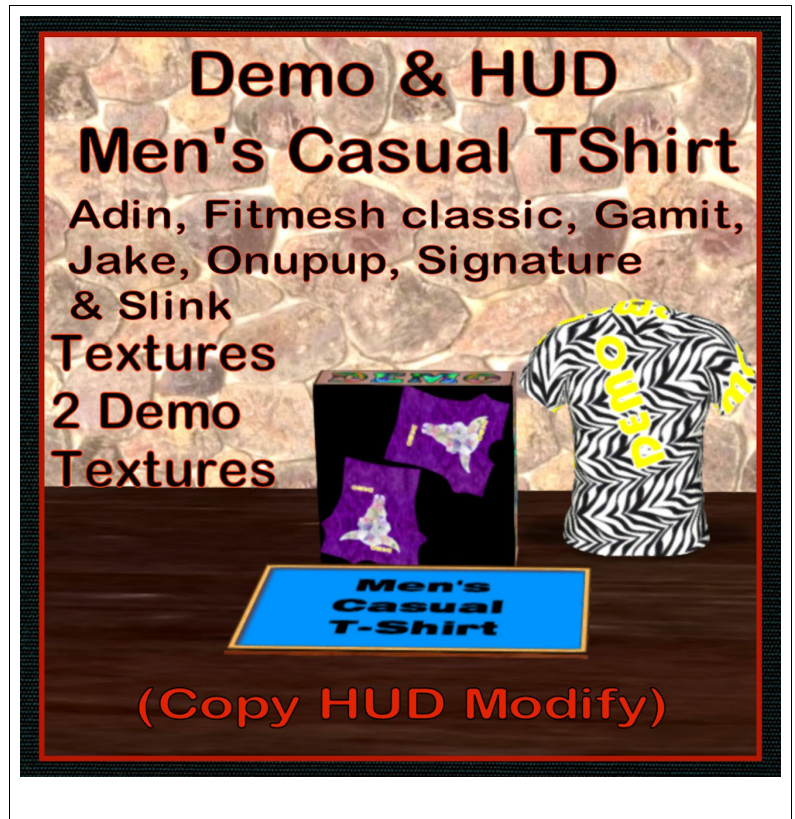 Demo & HUD
Men's Casual TShirt
Adin, Fitmesh classic, Gamit,
Jake, Onupup, Signature
& Slink
Textures
2 Demo
Textures
DEMO
DEMO
Men's
Casual
T-Shirt
(Copy HUD Modify)